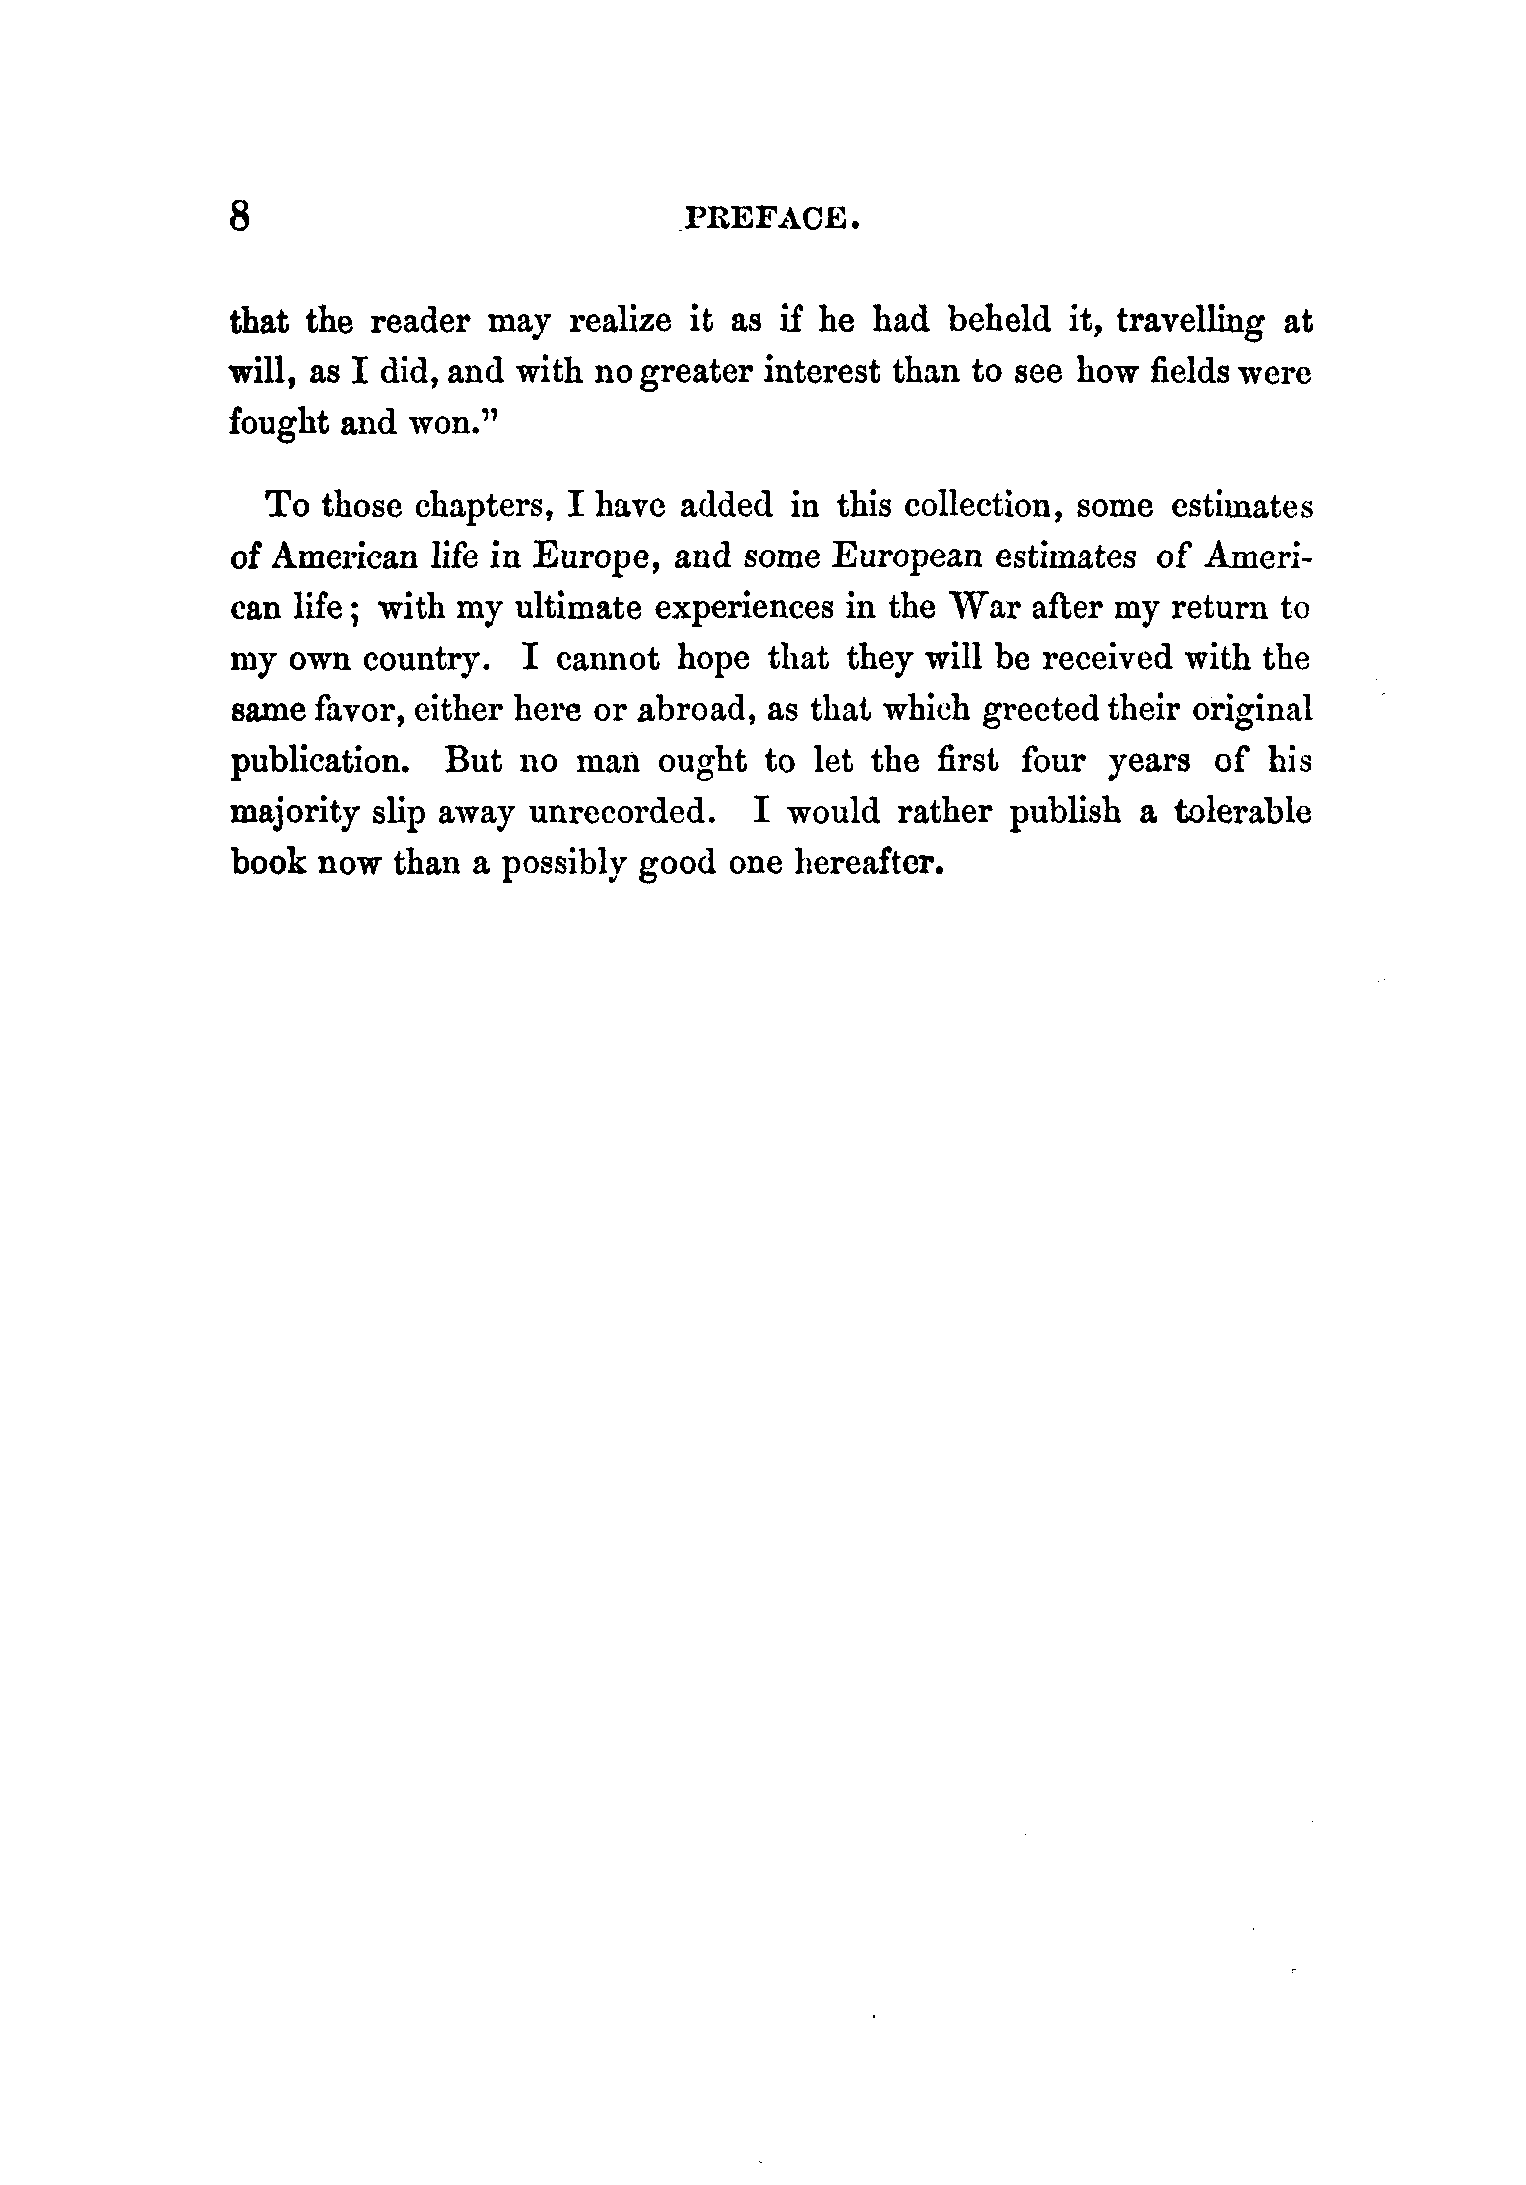 8 PREFACE.
that the reader may realize it as if he had beheld it, travelling at
will, as I did, and with no greater interest than to see how fields were
fought and won."
To those chapters, I have added in this collection, some estimates
of American life in Europe, and some European estimates of Ameri-
can life; with my ultimate experiences in the War after my return to
my own country. I cannot hope that they will be received with the
same favor, either here or abroad, as that which greeted their original
publication. But no man ought to let the first four years of his
majority slip away unrecorded. I would rather publish a tolerable
book now than a possibly good one hereafter.